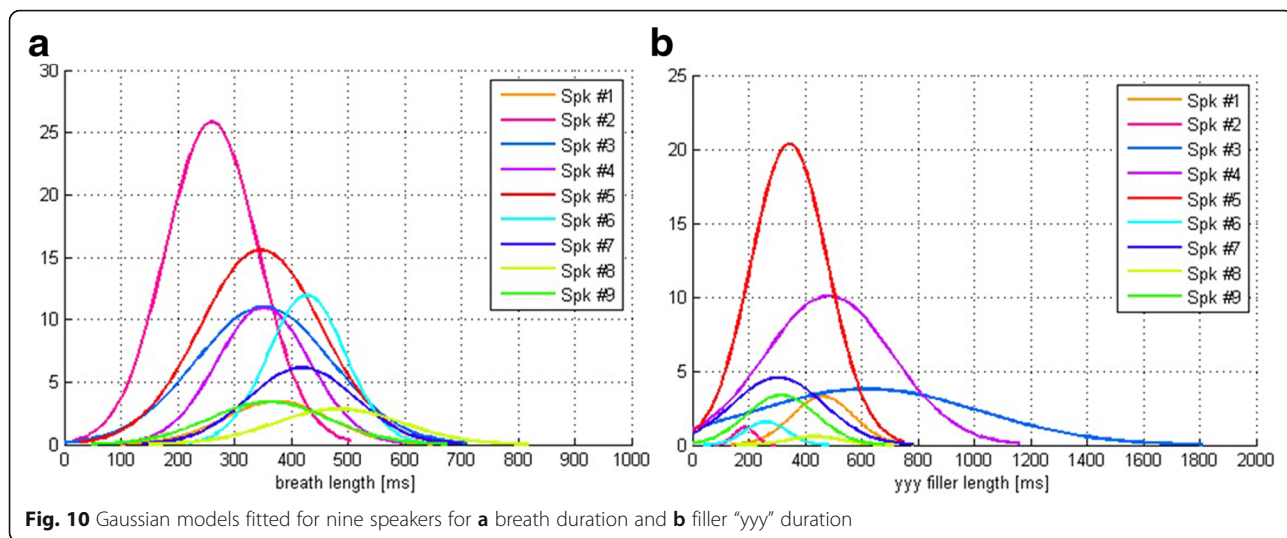 a
30
25
20
15
10
5
0
0 100 200 300 400 500 600 700 800 900 1000
breath length [ms]
Spk #1
Spk #2
Spk #3
Spk #4
Spk #5
Spk #6
Spk #7
Spk #8
Spk #9
b
25
20
15
10
5
0
0 200 400 600 800 1000 1200 1400 1600 1800 2000
yyy filler length [ms]
Spk #1
Spk #2
Spk #3
Spk #4
Spk #5
Spk #6
Spk #7
Spk #8
Spk #9
Fig. 10 Gaussian models fitted for nine speakers for a breath duration and b filler “yyy” duration